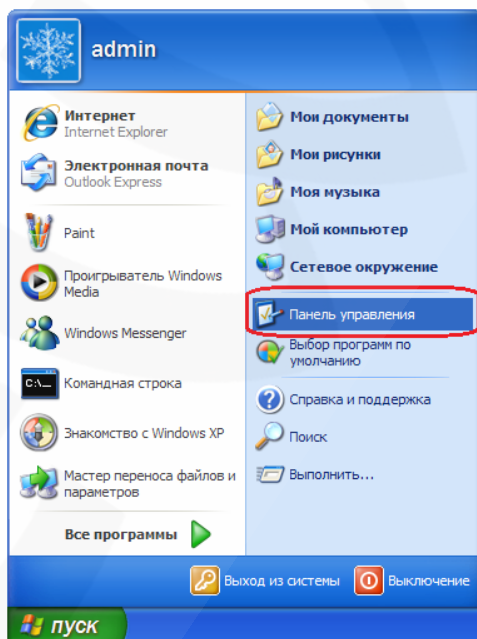 admin
Интернет
Internet Explorer
Электронная почта
Outlook Express
Paint
Проигрыватель Windows
Media
Windows Messenger
C:\_
Командная строка
Знакомство с Windows XP
Мастер переноса файлов и
параметров
Все программы
Мои документы
Мои рисунки
Моя музыка
Мой компьютер
Сетевое окружение
Панель управления
Выбор программ по
умолчанию
Справка и поддержка
Поиск
Выполнить...
Выход из системы
Выключение
пуск